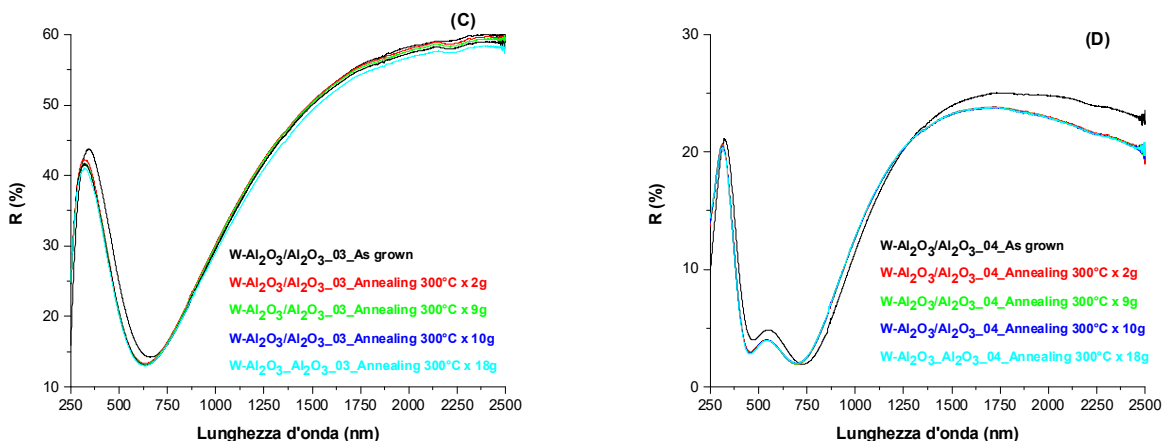 (C)
60
50
40
30
20
10
R (%)
W-Al2O3/Al2O3_03_As grown
W-Al2O3/Al2O3_03_Annealing 300°C x 2g
W-Al2O3/Al2O3_03_Annealing 300°C x 9g
W-Al2O3/Al2O3_03_Annealing 300°C x 10g
W-Al2O3_Al2O3_03_Annealing 300°C x 18g
250 500 750 1000 1250 1500 1750 2000 2250 2500
Lunghezza d'onda (nm)
(D)
30
20
10
0
R (%)
W-Al2O3/Al2O3_04_As grown
W-Al2O3/Al2O3_04_Annealing 300°C x 2g
W-Al2O3/Al2O3_04_Annealing 300°C x 9g
W-Al2O3/Al2O3_04_Annealing 300°C x 10g
W-Al2O3_Al2O3_04_Annealing 300°C x 18g
250 500 750 1000 1250 1500 1750 2000 2250 2500
Lunghezza d'onda (nm)